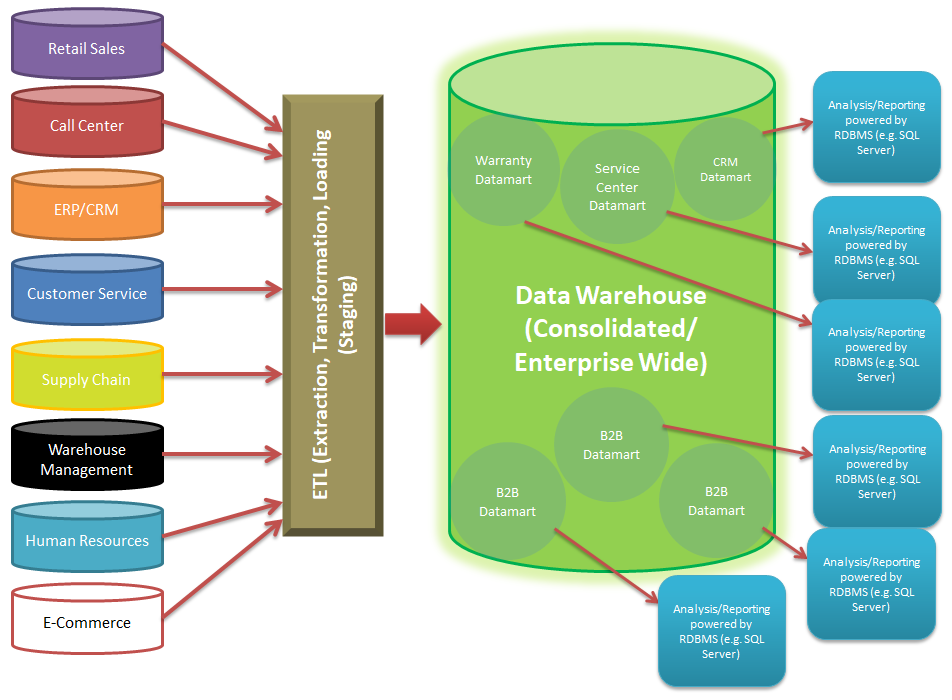 Retail Sales
Call Center
ERP/CRM
Customer Service
Supply Chain
Warehouse
Management
Human Resources
E-Commerce
ETL (Extraction, Transformation, Loading
(Staging)
Warranty
Datamart
Service
Center
Datamart
CRM
Datamart
Data Warehouse
(Consolidated/
Enterprise Wide)
B2B
Datamart
B2B
Datamart
B2B
Datamart
Analysis/Reporting
powered by
RDBMS (e.g. SQL
Server)
Analysis/Reporting
powered by
RDBMS (e.g. SQL
Server)
Analysis/Reporting
powered by
RDBMS (e.g. SQL
Server)
Analysis/Reporting
powered by
RDBMS (e.g. SQL
Server)
Analysis/Reporting
powered by
RDBMS (e.g. SQL
Server)
Analysis/Reporting
powered by
RDBMS (e.g. SQL
Server)